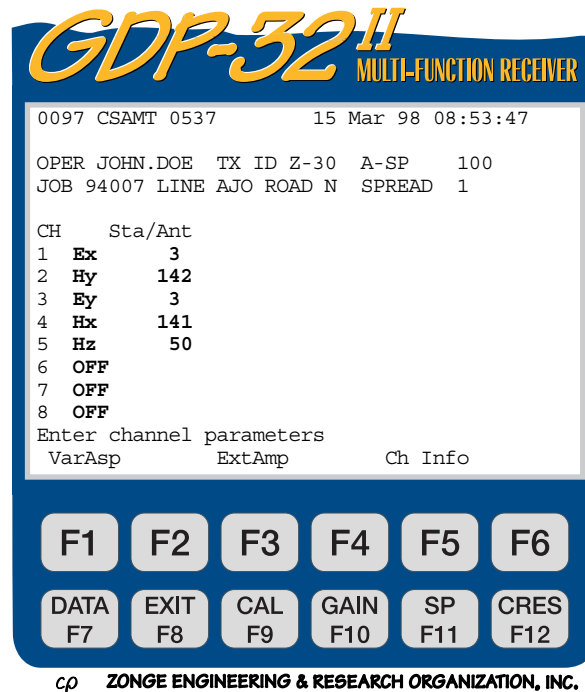 GDP-32 II
MULTI-FUNCTION RECEIVER
0097 CSAMT 0537 15 Mar 98 08:53:47
OPER JOHN.DOE TX ID Z-30 A-SP 100
JOB 94007 LINE AJO ROAD N SPREAD 1
CH Sta/Ant
1 Ex 3
2 Hy 142
3 Ey 3
4 Hx 141
5 Hz 50
6 OFF
7 OFF
8 OFF
Enter channel parameters
VarAsp ExtAmp Ch Info
F1 F2 F3 F4 F5 F6
DATA EXIT CAL GAIN SP CRES
F7 F8 F9 F10 F11 F12
cp ZONGE ENGINEERING & RESEARCH ORGANIZATION, INC.